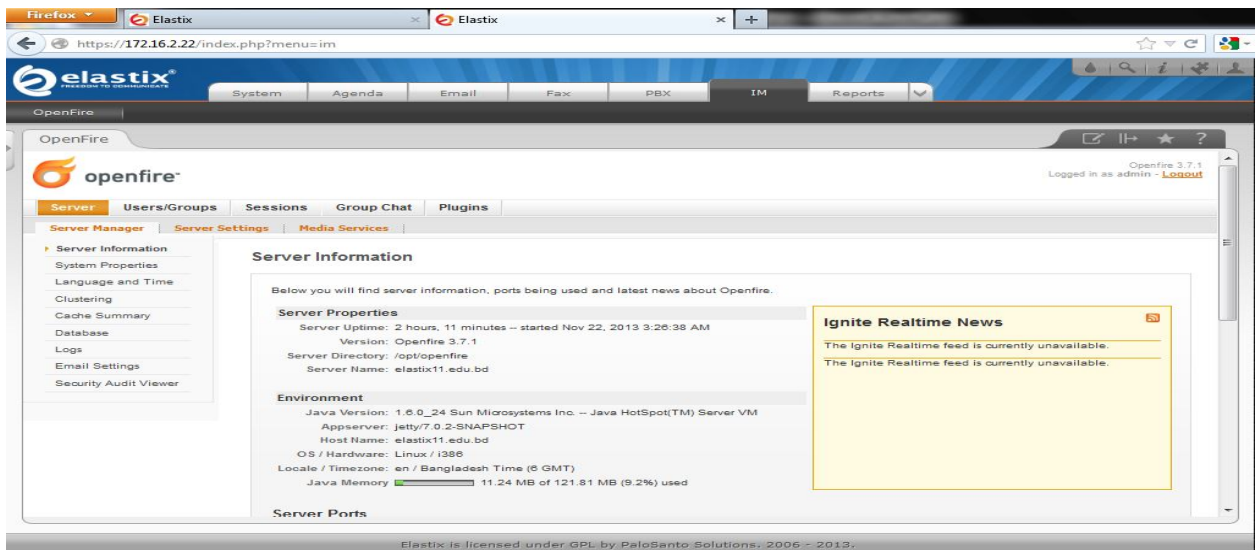 Firefox
Elastix
Elastix
https://172.16.2.22/index.php?menu=im
elastix®
FREEDOM TO COMMUNICATE
System Agenda Email Fax PBX IM Reports
OpenFire
OpenFire
openfire
Openfire 3.7.1
Logged in as admin - Logout
Server Users/Groups Sessions Group Chat Plugins
Server Manager Server Settings Media Services
Server Information
System Properties
Language and Time
Clustering
Cache Summary
Database
Logs
Email Settings
Security Audit Viewer
Server Information
Below you will find server information, ports being used and latest news about Openfire.
Server Properties
Server Uptime: 2 hours, 11 minutes -- started Nov 22, 2013 3:26:38 AM
Version: Openfire 3.7.1
Server Directory: /opt/openfire
Server Name: elastix11.edu.bd
Environment
Java Version: 1.6.0_24 Sun Microsystems Inc. -- Java HotSpot(TM) Server VM
Appserver: jetty/7.0.2-SNAPSHOT
Host Name: elastix11.edu.bd
OS / Hardware: Linux / i386
Locale / Timezone: en / Bangladesh Time (6 GMT)
Java Memory 11.24 MB of 121.81 MB (9.2%) used
Server Ports
Ignite Realtime News
The Ignite Realtime feed is currently unavailable.
The Ignite Realtime feed is currently unavailable.
Elastix is licensed under GPL by PaloSanto Solutions. 2006 - 2013.